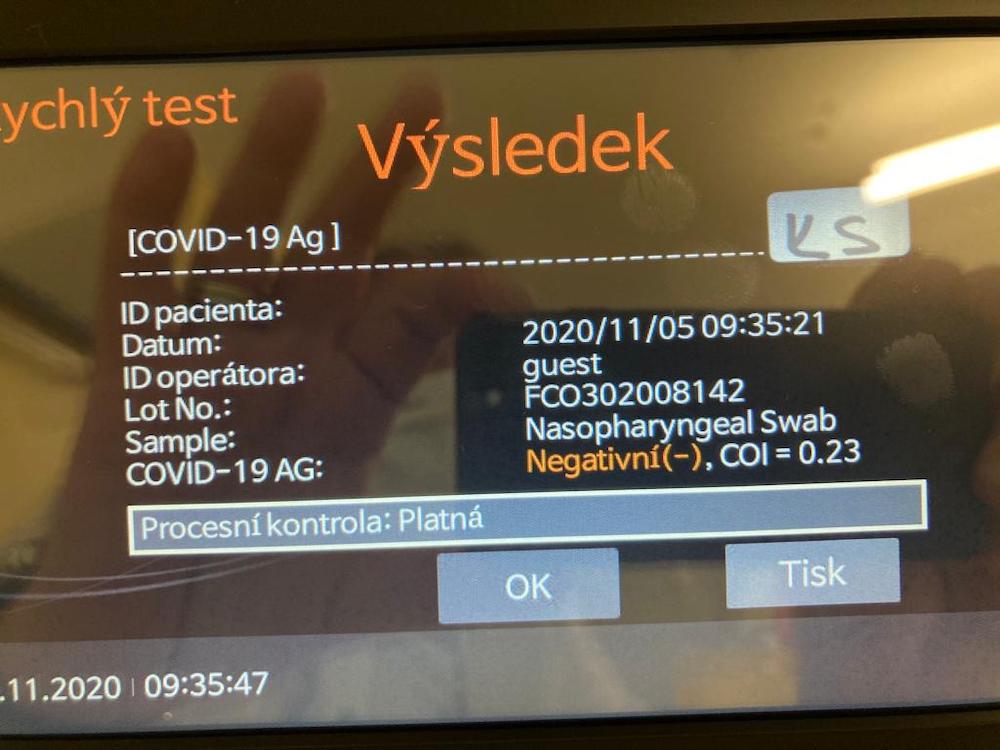 ychlý test
Výsledek
[COVID-19 Ag ]
KS
ID pacienta:
Datum: 2020/11/05 09:35:21
ID operátora: guest
Lot No.: FCO302008142
Sample: Nasopharyngeal Swab
COVID-19 AG: Negativní(-), COI = 0.23
Procesní kontrola: Platná
OK
Tisk
.11.2020 09:35:47